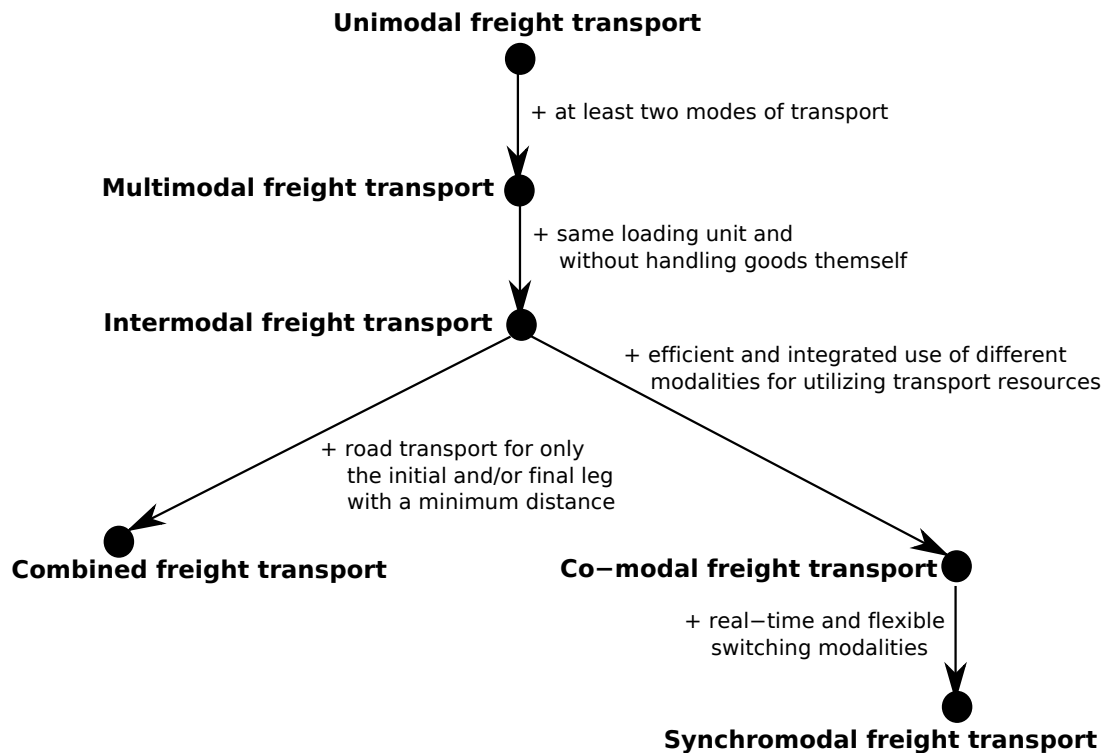 Unimodal freight transport
+ at least two modes of transport
Multimodal freight transport
+ same loading unit and
without handling goods themself
Intermodal freight transport
+ efficient and integrated use of different
modalities for utilizing transport resources
+ road transport for only
the initial and/or final leg
with a minimum distance
Combined freight transport
Co−modal freight transport
+ real−time and flexible
switching modalities
Synchromodal freight transport